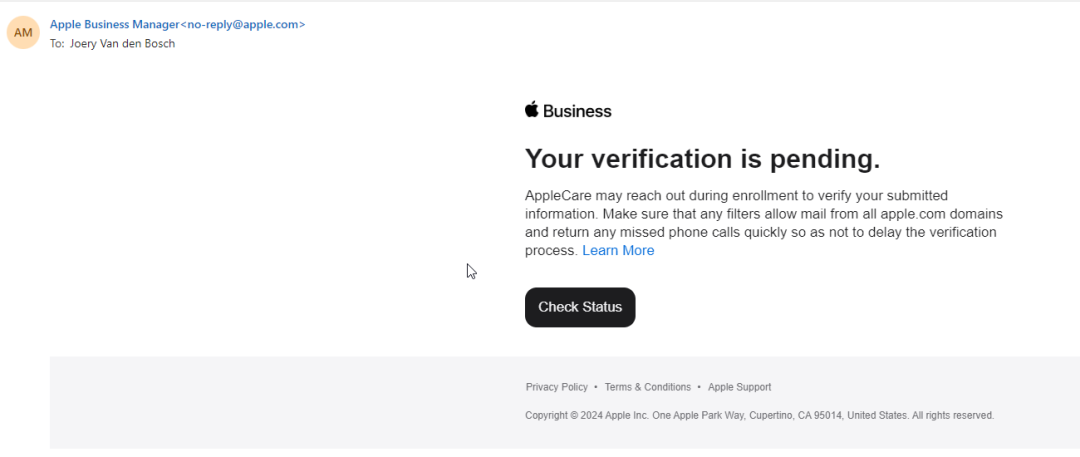 AM
Apple Business Manager<no-reply@apple.com>
To: Joery Van den Bosch
Business
Your verification is pending.
AppleCare may reach out during enrollment to verify your submitted
information. Make sure that any filters allow mail from all apple.com domains
and return any missed phone calls quickly so as not to delay the verification
process. Learn More
Check Status
Privacy Policy • Terms & Conditions • Apple Support
Copyright © 2024 Apple Inc. One Apple Park Way, Cupertino, CA 95014, United States. All rights reserved.